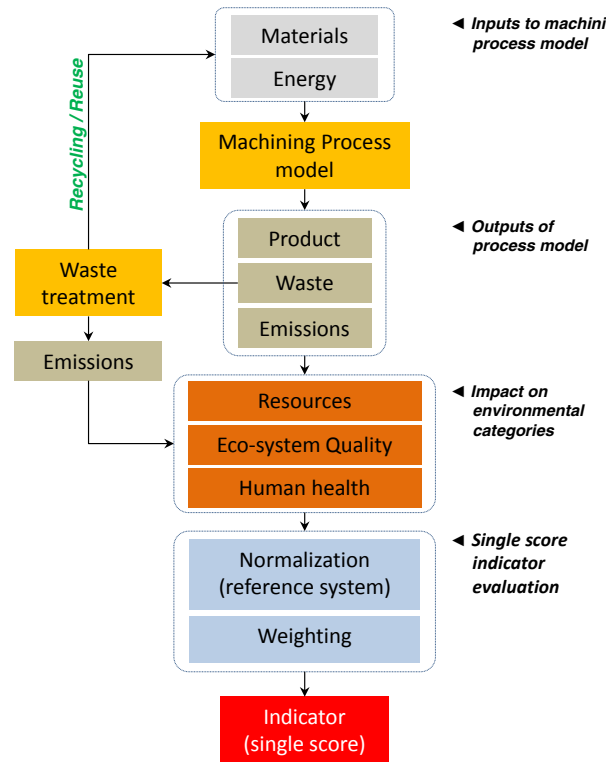 Materials
Energy
◄ Inputs to machini
process model
Recycling / Reuse
Machining Process
model
Product
Waste
Emissions
◄ Outputs of
process model
Waste
treatment
Emissions
Resources
Eco-system Quality
Human health
◄ Impact on
environmental
categories
Normalization
(reference system)
Weighting
◄ Single score
indicator
evaluation
Indicator
(single score)